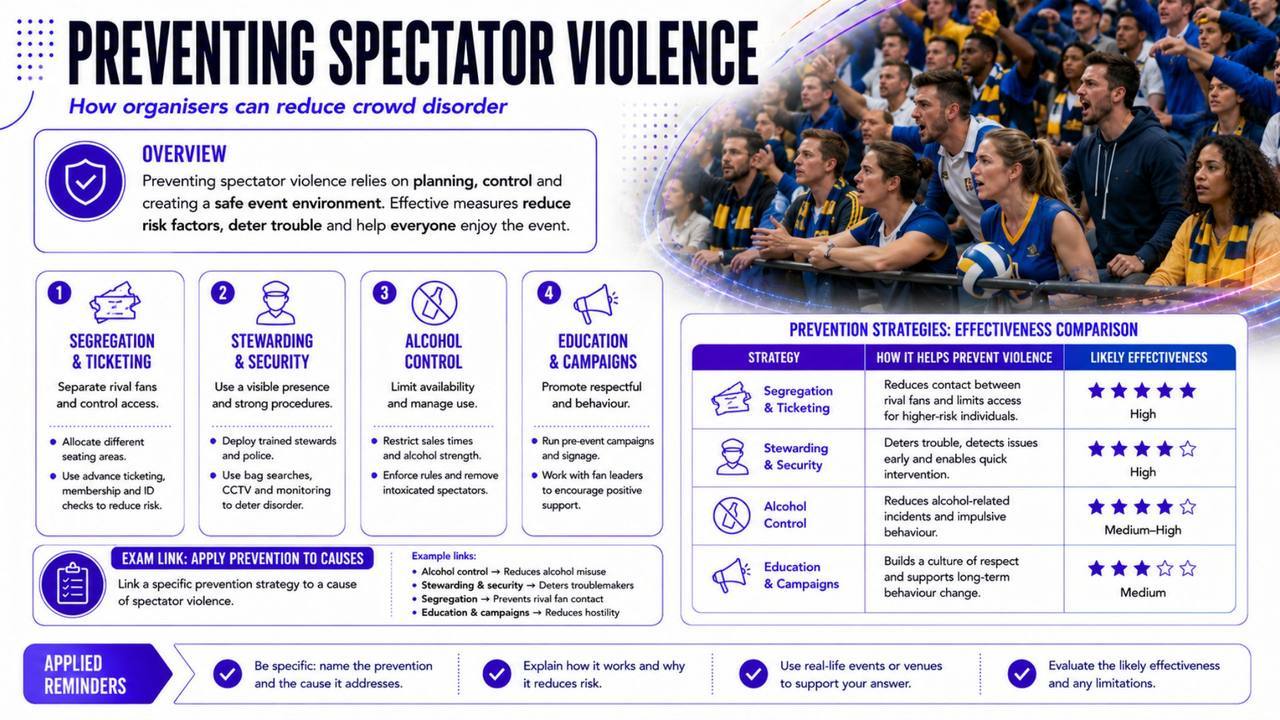 PREVENTING SPECTATOR VIOLENCE
How organisers can reduce crowd disorder
OVERVIEW
Preventing spectator violence relies on planning, control and
creating a safe event environment. Effective measures reduce
risk factors, deter trouble and help everyone enjoy the event.
1
SEGREGATION
& TICKETING
Separate rival fans
and control access.
• Allocate different
seating areas.
• Use advance ticketing,
membership and ID
checks to reduce risk.
2
STEWARDING
& SECURITY
Use a visible presence
and strong procedures.
• Deploy trained stewards
and police.
• Use bag searches,
CCTV and monitoring
to deter disorder.
3
ALCOHOL
CONTROL
Limit availability
and manage use.
• Restrict sales times
and alcohol strength.
• Enforce rules and remove
intoxicated spectators.
4
EDUCATION
& CAMPAIGNS
Promote respectful
and behaviour.
• Run pre-event campaigns
and signage.
• Work with fan leaders
to encourage positive
support.
EXAM LINK: APPLY PREVENTION TO CAUSES
Link a specific prevention strategy to a cause
of spectator violence.
Example links:
• Alcohol control → Reduces alcohol misuse
• Stewarding & security → Deters troublemakers
• Segregation → Prevents rival fan contact
• Education & campaigns → Reduces hostility
PREVENTION STRATEGIES: EFFECTIVENESS COMPARISON
STRATEGY
HOW IT HELPS PREVENT VIOLENCE
LIKELY EFFECTIVENESS
Segregation
& Ticketing
Reduces contact between
rival fans and limits access
for higher-risk individuals.
High
Stewarding
& Security
Deters trouble, detects issues
early and enables quick
intervention.
High
Alcohol
Control
Reduces alcohol-related
incidents and impulsive
behaviour.
Medium–High
Education
& Campaigns
Builds a culture of respect
and supports long-term
behaviour change.
Medium
APPLIED
REMINDERS
Be specific: name the prevention
and the cause it addresses.
Explain how it works and why
it reduces risk.
Use real-life events or venues
to support your answer.
Evaluate the likely effectiveness
and any limitations.